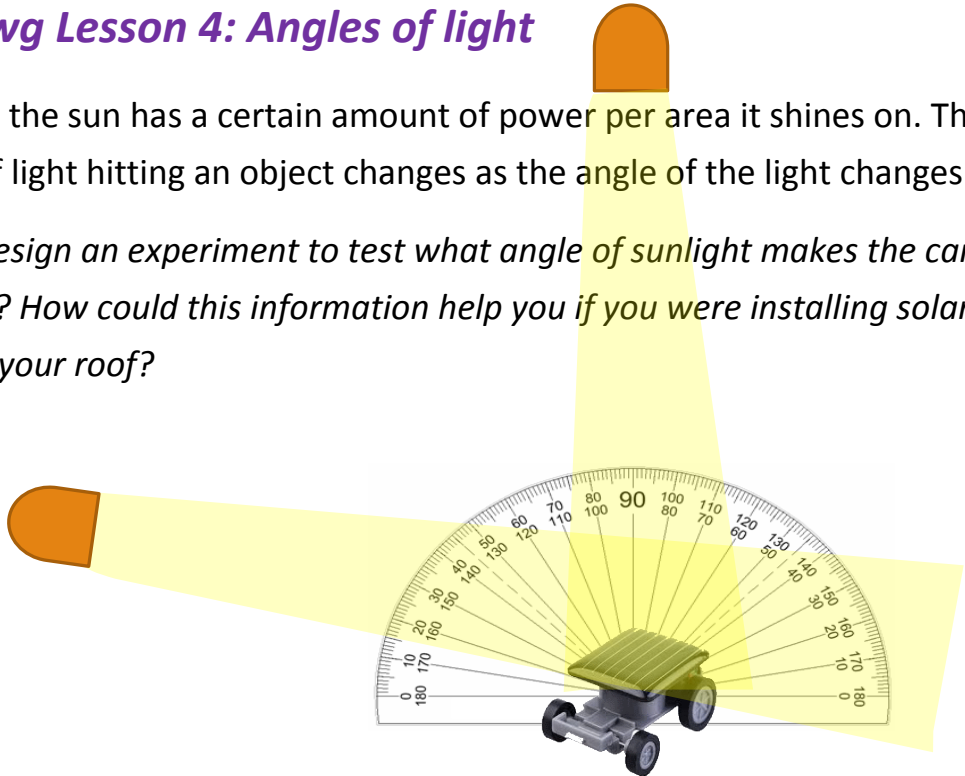 wg Lesson 4: Angles of light
the sun has a certain amount of power per area it shines on. Th
f light hitting an object changes as the angle of the light changes
esign an experiment to test what angle of sunlight makes the car
? How could this information help you if you were installing solar
your roof?
0 10 20 30 40 50 60 70 80 90 100 110 120 130 140 150 160 170 180
180 170 160 150 140 130 120 110 100 80 70 60 50 40 30 20 10 0